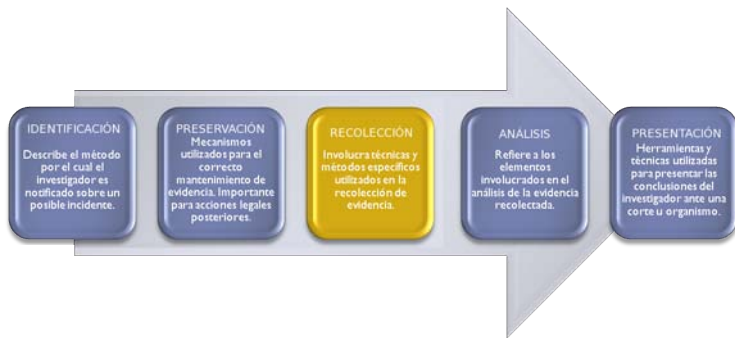 IDENTIFICACIÓN
Describe el método
por el cual el
investigador es
notificado sobre un
posible incidente.
PRESERVACIÓN
Mecanismos
utilizados para el
correcto
mantenimiento de
evidencia. Importante
para acciones legales
posteriores.
RECOLECCIÓN
Involucra técnicas y
métodos específicos
utilizados en la
recolección de
evidencia.
ANÁLISIS
Refiere a los
elementos
involucrados en el
análisis de la evidencia
recolectada.
PRESENTACIÓN
Herramientas y
técnicas utilizadas
para presentar las
conclusiones del
investigador ante una
corte u organismo.